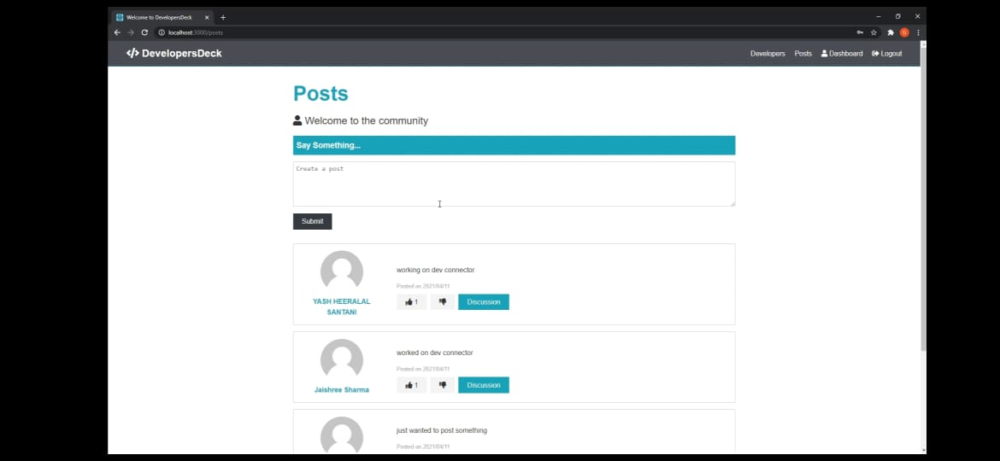 Welcome to DevelopersDeck
localhost:3000/posts
G
DevelopersDeck
Developers Posts Dashboard Logout
Posts
Welcome to the community
Say Something...
Create a post
Submit
working on dev connector
Posted on 2021/04/11
1 Discussion
YASH HEERALAL
SANTANI
worked on dev connector
Posted on 2021/04/11
1 Discussion
Jaishree Sharma
just wanted to post something
Posted on 2021/04/11